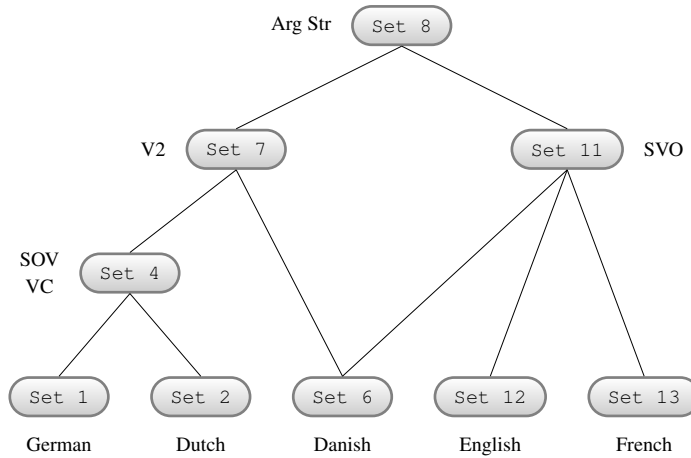 Arg Str Set 8
V2 Set 7 Set 11 SVO
SOV
VC Set 4
Set 1 Set 2 Set 6 Set 12 Set 13
German Dutch Danish English French